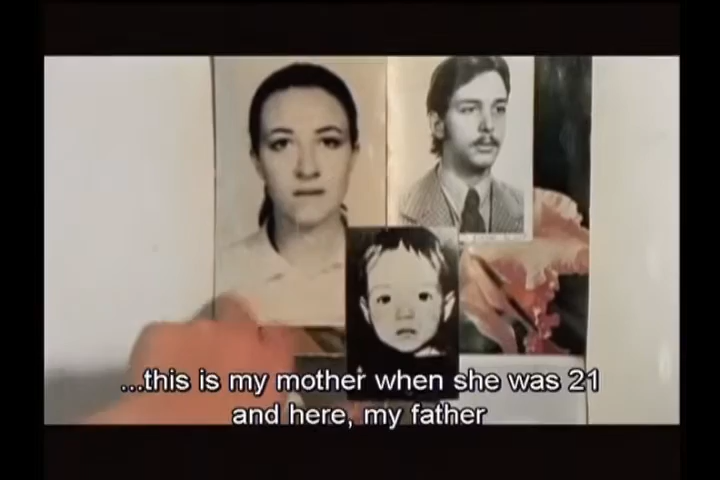 ...this is my mother when she was 21
and here, my father